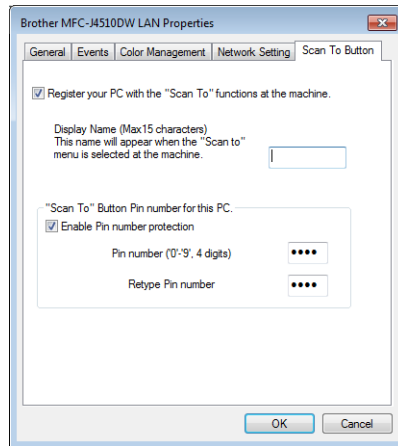 Brother MFC-J4510DW LAN Properties
General Events Color Management Network Setting Scan To Button
Register your PC with the "Scan To" functions at the machine.
Display Name (Max15 characters)
This name will appear when the "Scan to"
menu is selected at the machine.
"Scan To" Button Pin number for this PC.
Enable Pin number protection
Pin number ('0'-'9', 4 digits) ••••
Retype Pin number ••••
OK Cancel